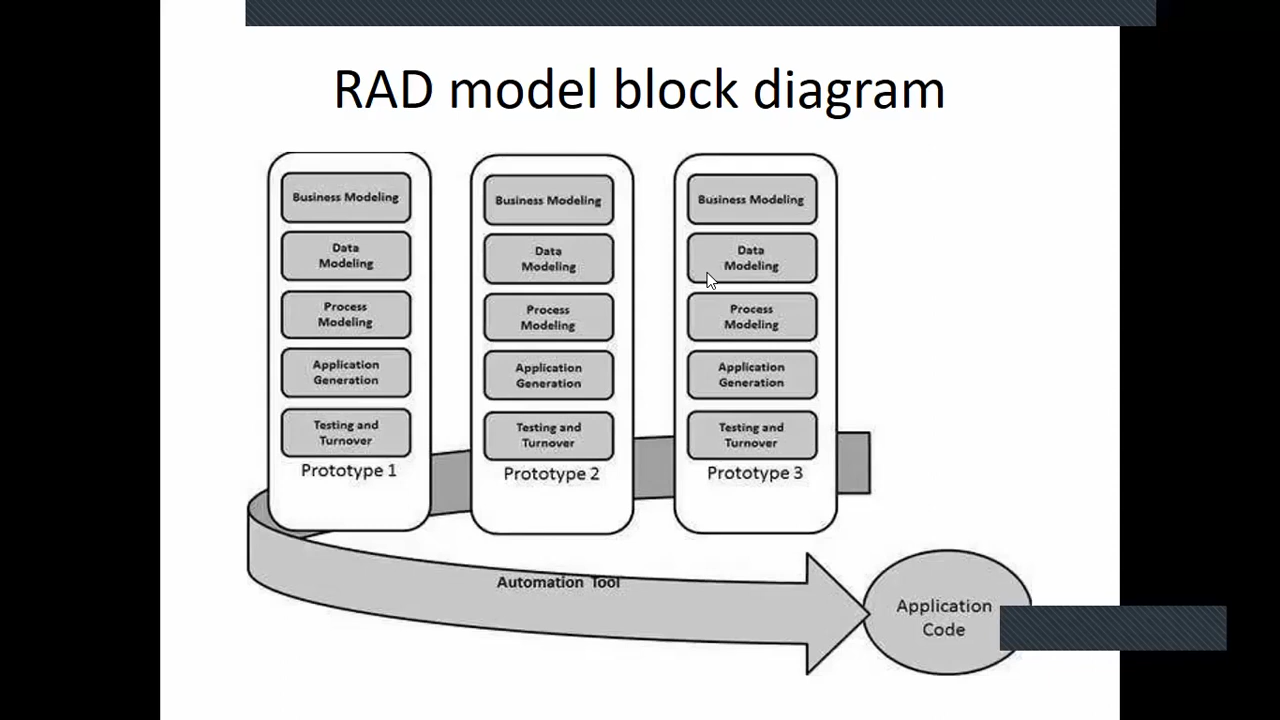 RAD model block diagram
Business Modeling
Data
Modeling
Process
Modeling
Application
Generation
Testing and
Turnover
Prototype 1
Business Modeling
Data
Modeling
Process
Modeling
Application
Generation
Testing and
Turnover
Prototype 2
Business Modeling
Data
Modeling
Process
Modeling
Application
Generation
Testing and
Turnover
Prototype 3
Automation Tool
Application
Code